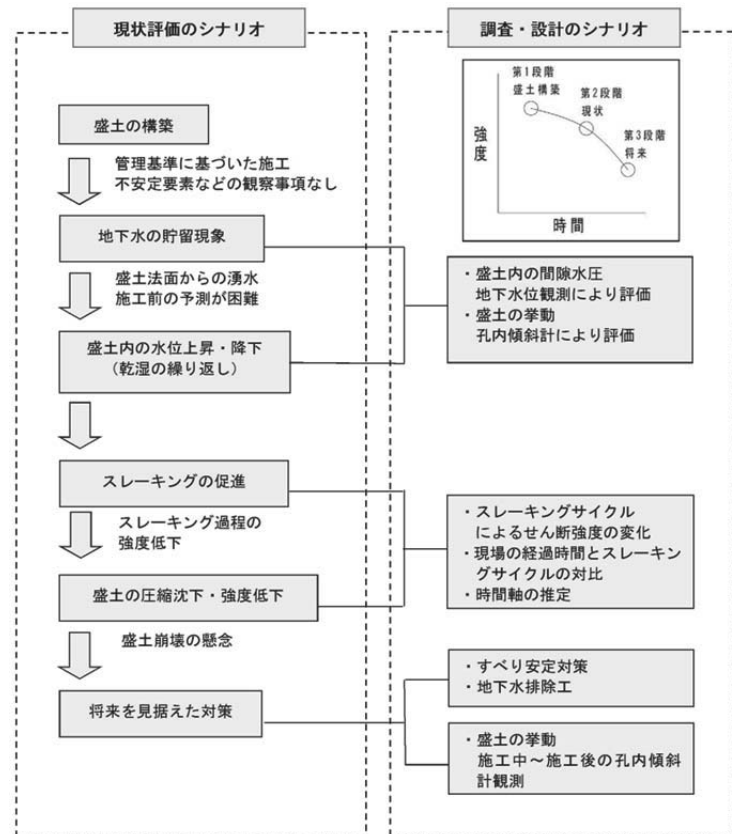 現状評価のシナリオ
盛土の構築
管理基準に基づいた施工
不安定要素などの観察事項なし
地下水の貯留現象
盛土法面からの湧水
施工前の予測が困難
盛土内の水位上昇・降下
(乾湿の繰り返し)
スレーキングの促進
スレーキング過程の
強度低下
盛土の圧縮沈下・強度低下
盛土崩壊の懸念
将来を見据えた対策
調査・設計のシナリオ
第1段階
盛土構築
第2段階
現状
第3段階
将来
強度
時間
・盛土内の間隙水圧
地下水位観測により評価
・盛土の挙動
孔内傾斜計により評価
・スレーキングサイクル
によるせん断強度の変化
・現場の経過時間とスレーキン
グサイクルの対比
・時間軸の推定
・すべり安定対策
・地下水排除工
・盛土の挙動
施工中～施工後の孔内傾斜
計観測